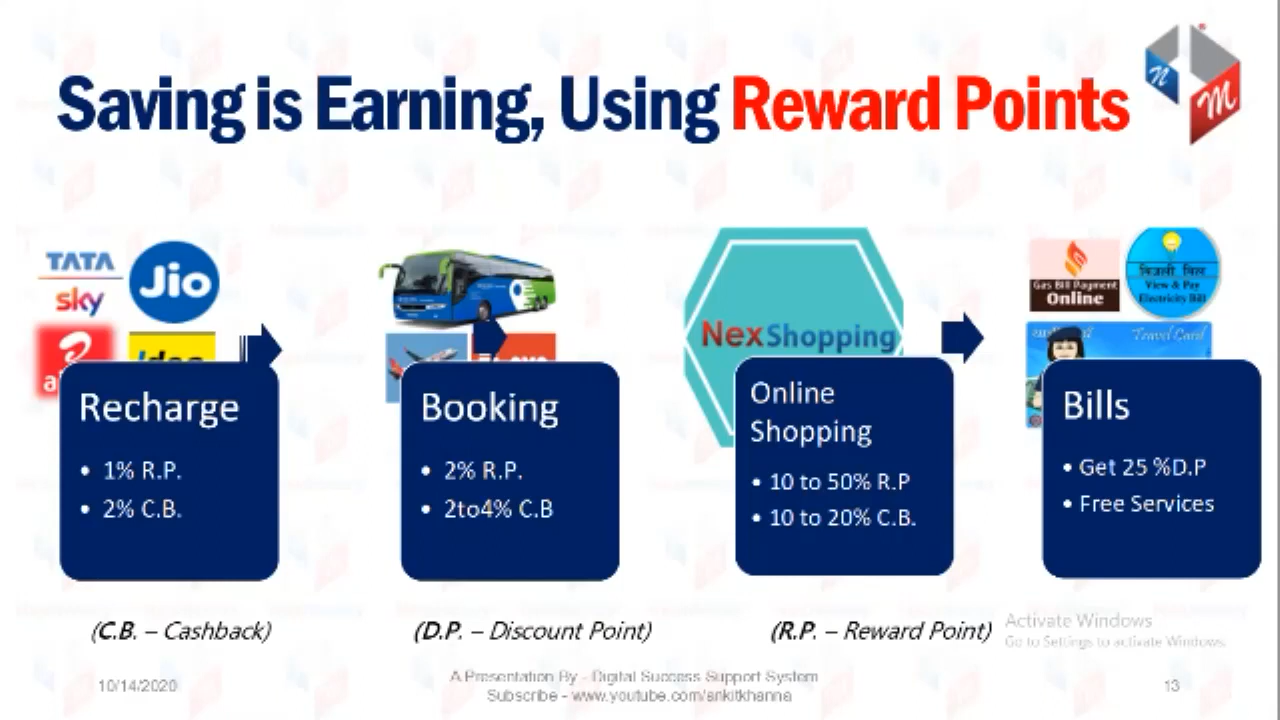 Saving is Earning, Using Reward Points
n
M
TATA
sky
Jio
Idea
NexShopping
Gas Bill Payment
Online
बिजली बिल
View & Pay
Electricity Bill
Travel Card
Recharge
• 1% R.P.
• 2% C.B.
Booking
• 2% R.P.
• 2to4% C.B
Online
Shopping
• 10 to 50% R.P
• 10 to 20% C.B.
Bills
• Get 25 %D.P
• Free Services
(C.B. – Cashback)
(D.P. – Discount Point)
(R.P. – Reward Point)
Activate Windows
Go to Settings to activate Windows.
10/14/2020
A Presentation By - Digital Success Support System
Subscribe - www.youtube.com/ankitkhanna
13